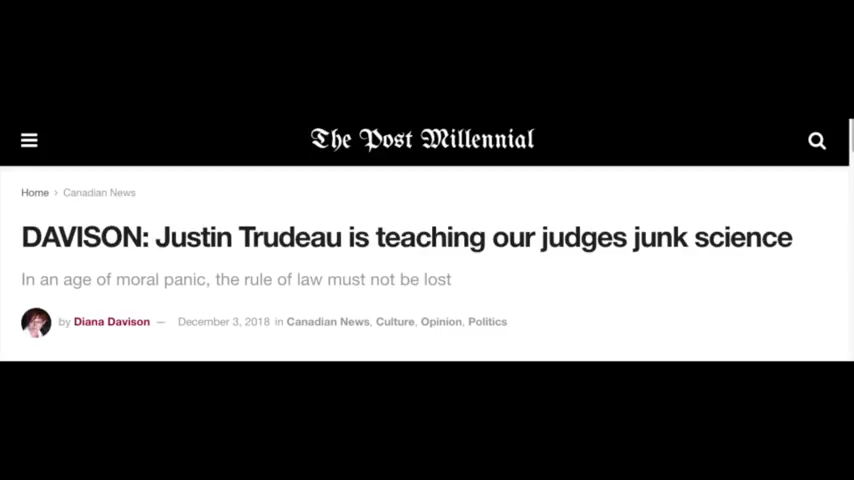 The Post Millennial
Home › Canadian News
DAVISON: Justin Trudeau is teaching our judges junk science
In an age of moral panic, the rule of law must not be lost
by Diana Davison — December 3, 2018 in Canadian News, Culture, Opinion, Politics